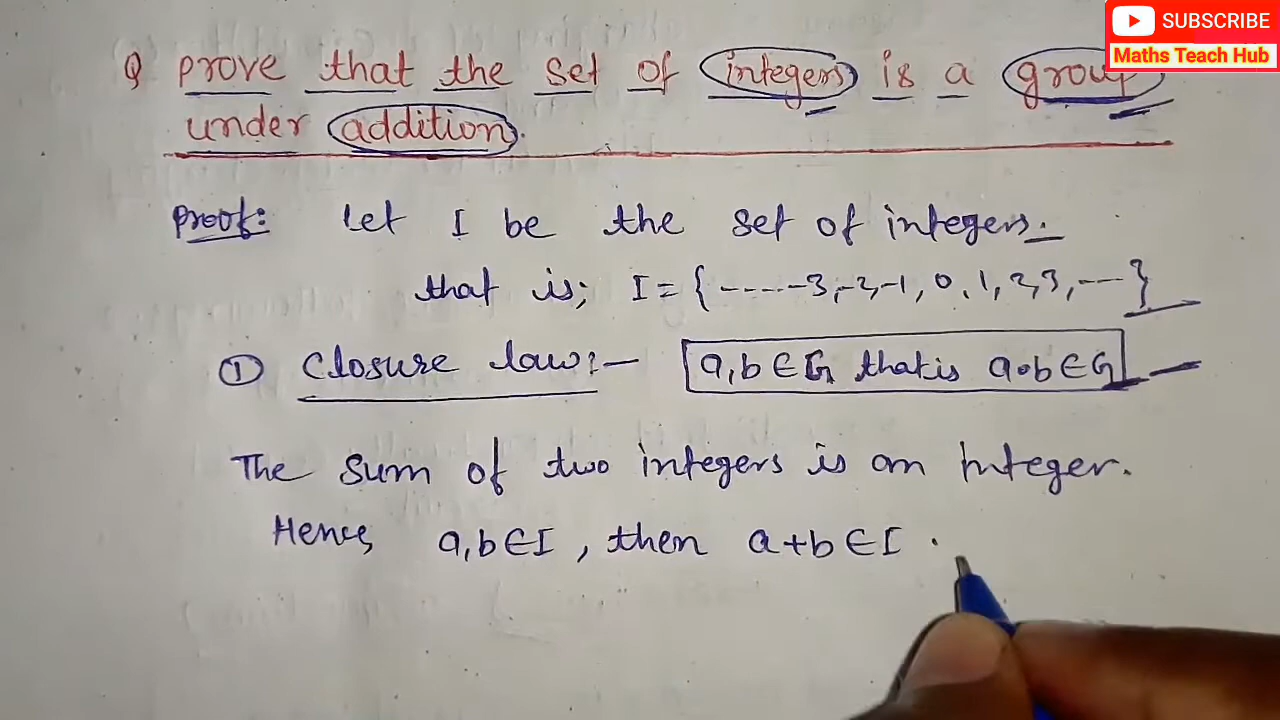 SUBSCRIBE
Maths Teach Hub
Q prove that the set of integers is a group
under addition.
Proof: Let I be the set of integers.
that is; I = { ------3,-2,-1, 0, 1, 2, 3, --- }
① Closure law:- a,b∈G that is a∘b∈G
The sum of two integers is an integer.
Hence, a,b∈I, then a+b∈I.